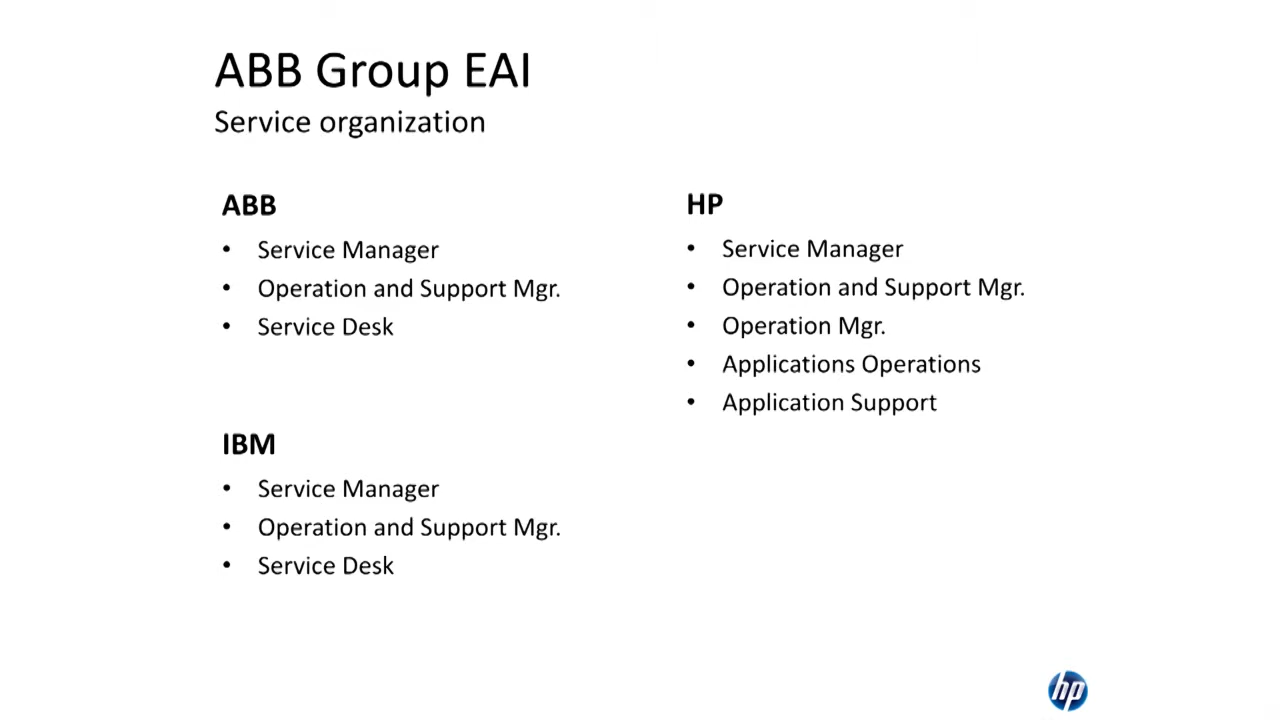 ABB Group EAI
Service organization
ABB
• Service Manager
• Operation and Support Mgr.
• Service Desk
IBM
• Service Manager
• Operation and Support Mgr.
• Service Desk
HP
• Service Manager
• Operation and Support Mgr.
• Operation Mgr.
• Applications Operations
• Application Support
hp